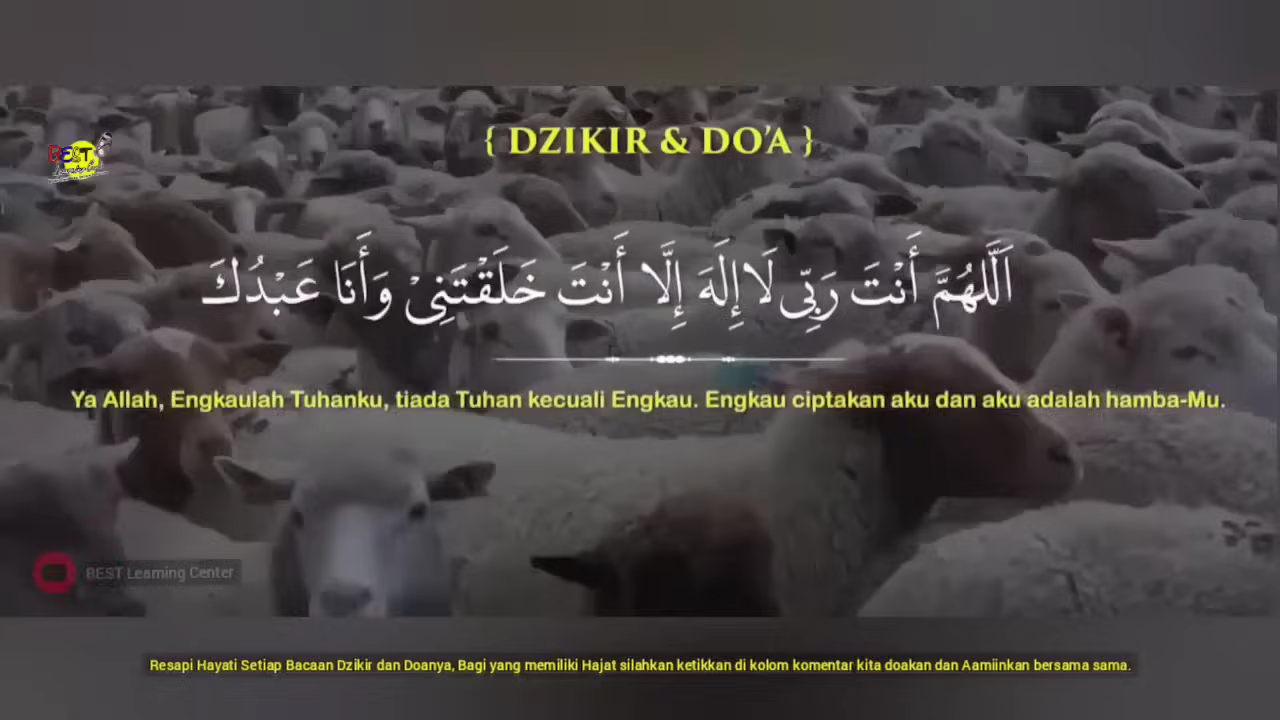 { DZIKIR & DO'A }
BEST
اَللَّهُمَّ أَنْتَ رَبِّى لَا إِلَهَ إِلَّا أَنْتَ خَلَقْتَنِىْ وَأَنَا عَبْدُكَ
Ya Allah, Engkaulah Tuhanku, tiada Tuhan kecuali Engkau. Engkau ciptakan aku dan aku adalah hamba-Mu.
BEST Learning Center
Resapi Hayati Setiap Bacaan Dzikir dan Doanya, Bagi yang memiliki Hajat silahkan ketikkan di kolom komentar kita doakan dan Aamiinkan bersama sama.